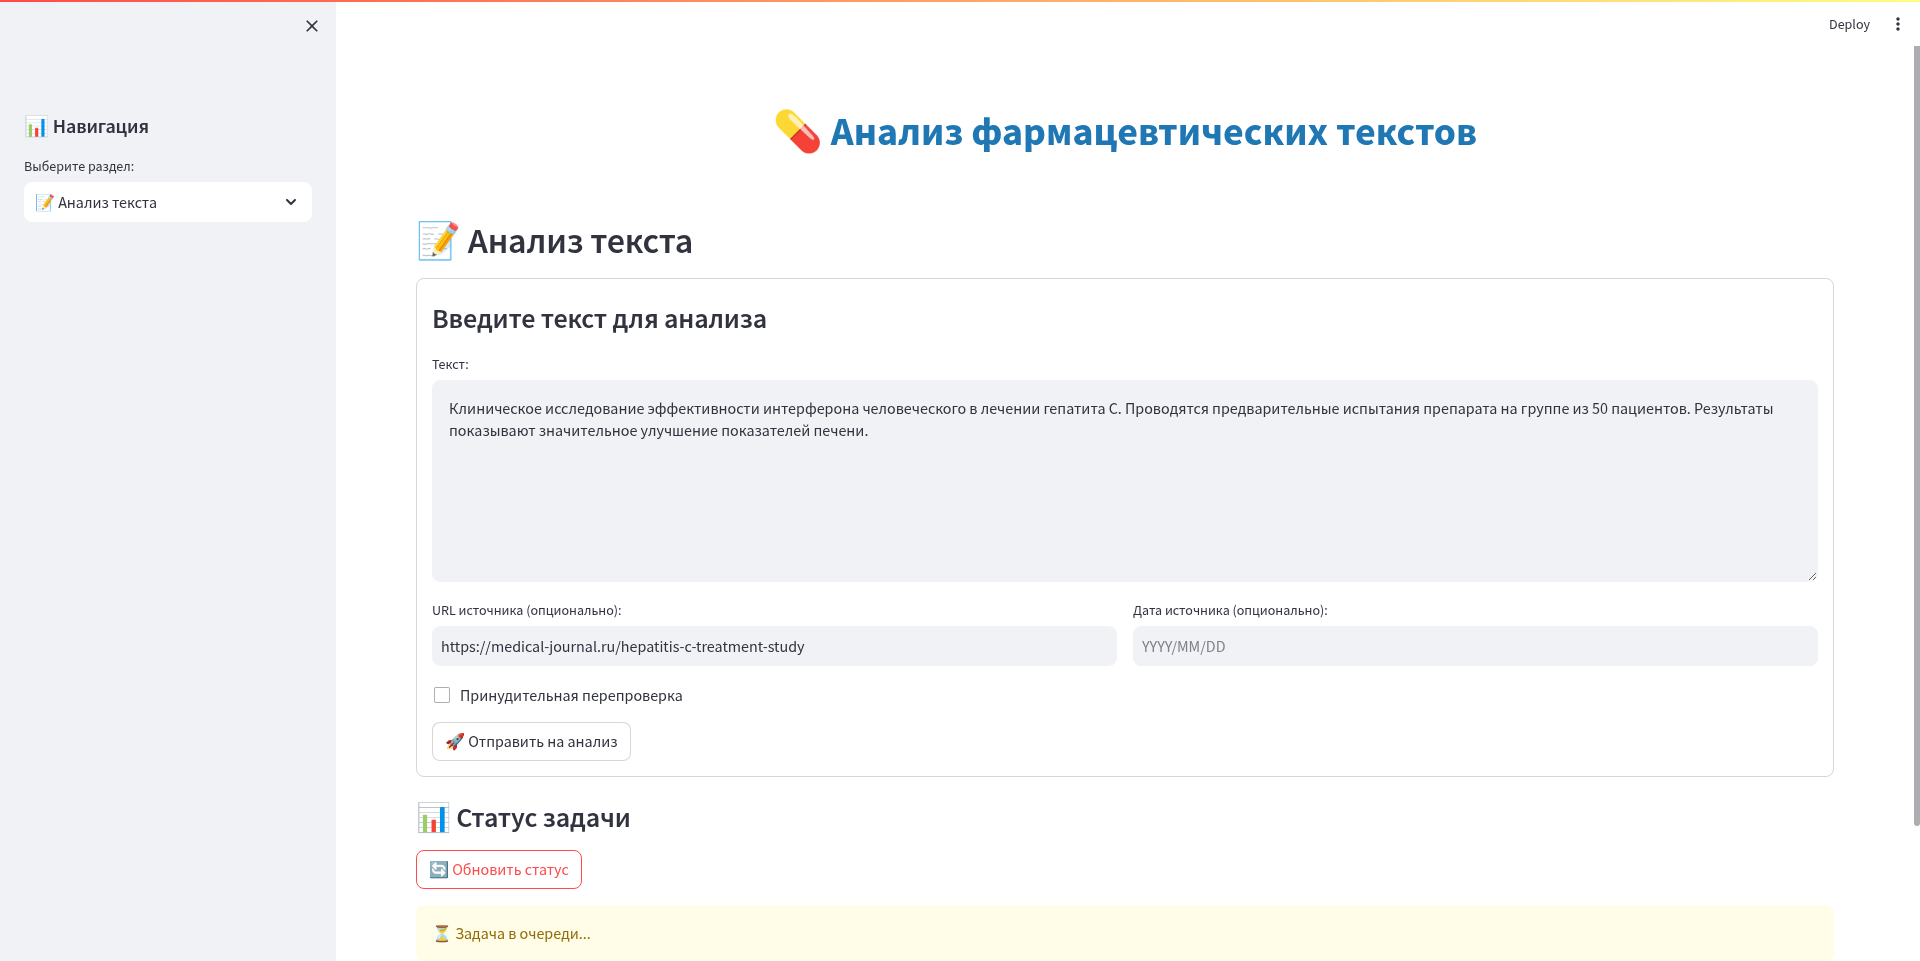 Deploy
📊 Навигация
Выберите раздел:
📝 Анализ текста
💊 Анализ фармацевтических текстов
📝 Анализ текста
Введите текст для анализа
Текст:
Клиническое исследование эффективности интерферона человеческого в лечении гепатита С. Проводятся предварительные испытания препарата на группе из 50 пациентов. Результаты
показывают значительное улучшение показателей печени.
URL источника (опционально):
https://medical-journal.ru/hepatitis-c-treatment-study
Дата источника (опционально):
YYYY/MM/DD
Принудительная перепроверка
🚀 Отправить на анализ
📊 Статус задачи
🔄 Обновить статус
⏳ Задача в очереди...